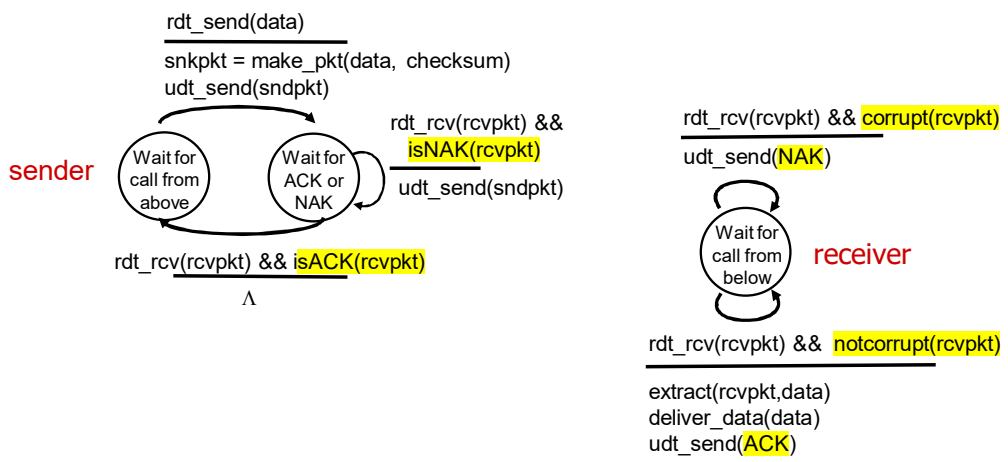 rdt_send(data)
snkpkt = make_pkt(data, checksum)
udt_send(sndpkt)
sender
Wait for
call from
above
Wait for
ACK or
NAK
rdt_rcv(rcvpkt) &&
isNAK(rcvpkt)
udt_send(sndpkt)
rdt_rcv(rcvpkt) && isACK(rcvpkt)
Λ
rdt_rcv(rcvpkt) && corrupt(rcvpkt)
udt_send(NAK)
Wait for
call from
below
receiver
rdt_rcv(rcvpkt) && notcorrupt(rcvpkt)
extract(rcvpkt,data)
deliver_data(data)
udt_send(ACK)